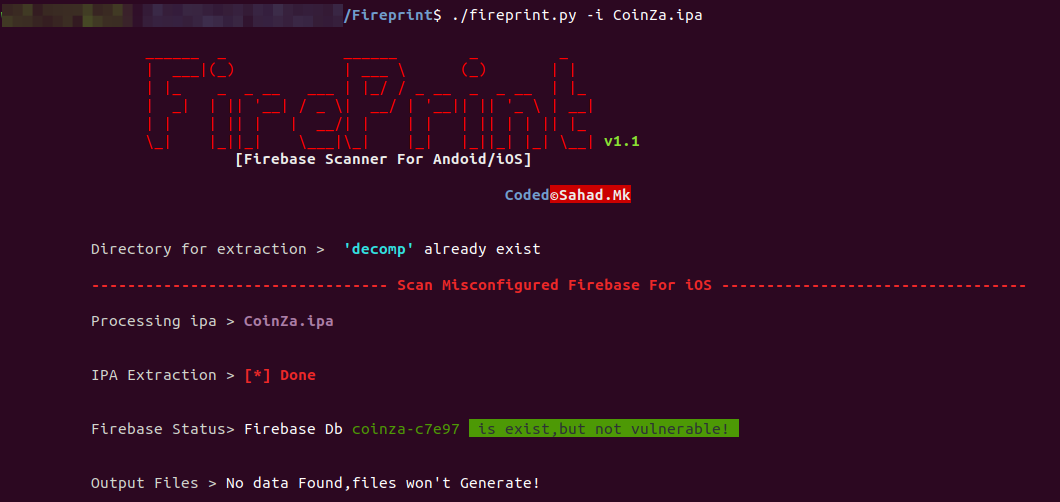 /Fireprint$ ./fireprint.py -i CoinZa.ipa
FirePrint
v1.1
[Firebase Scanner For Andoid/iOS]
Coded©Sahad.Mk
Directory for extraction >  'decomp' already exist
--------------------------------- Scan Misconfigured Firebase For iOS ----------------------------------
Processing ipa > CoinZa.ipa
IPA Extraction > [*] Done
Firebase Status> Firebase Db coinza-c7e97  is exist,but not vulnerable!
Output Files > No data Found,files won't Generate!